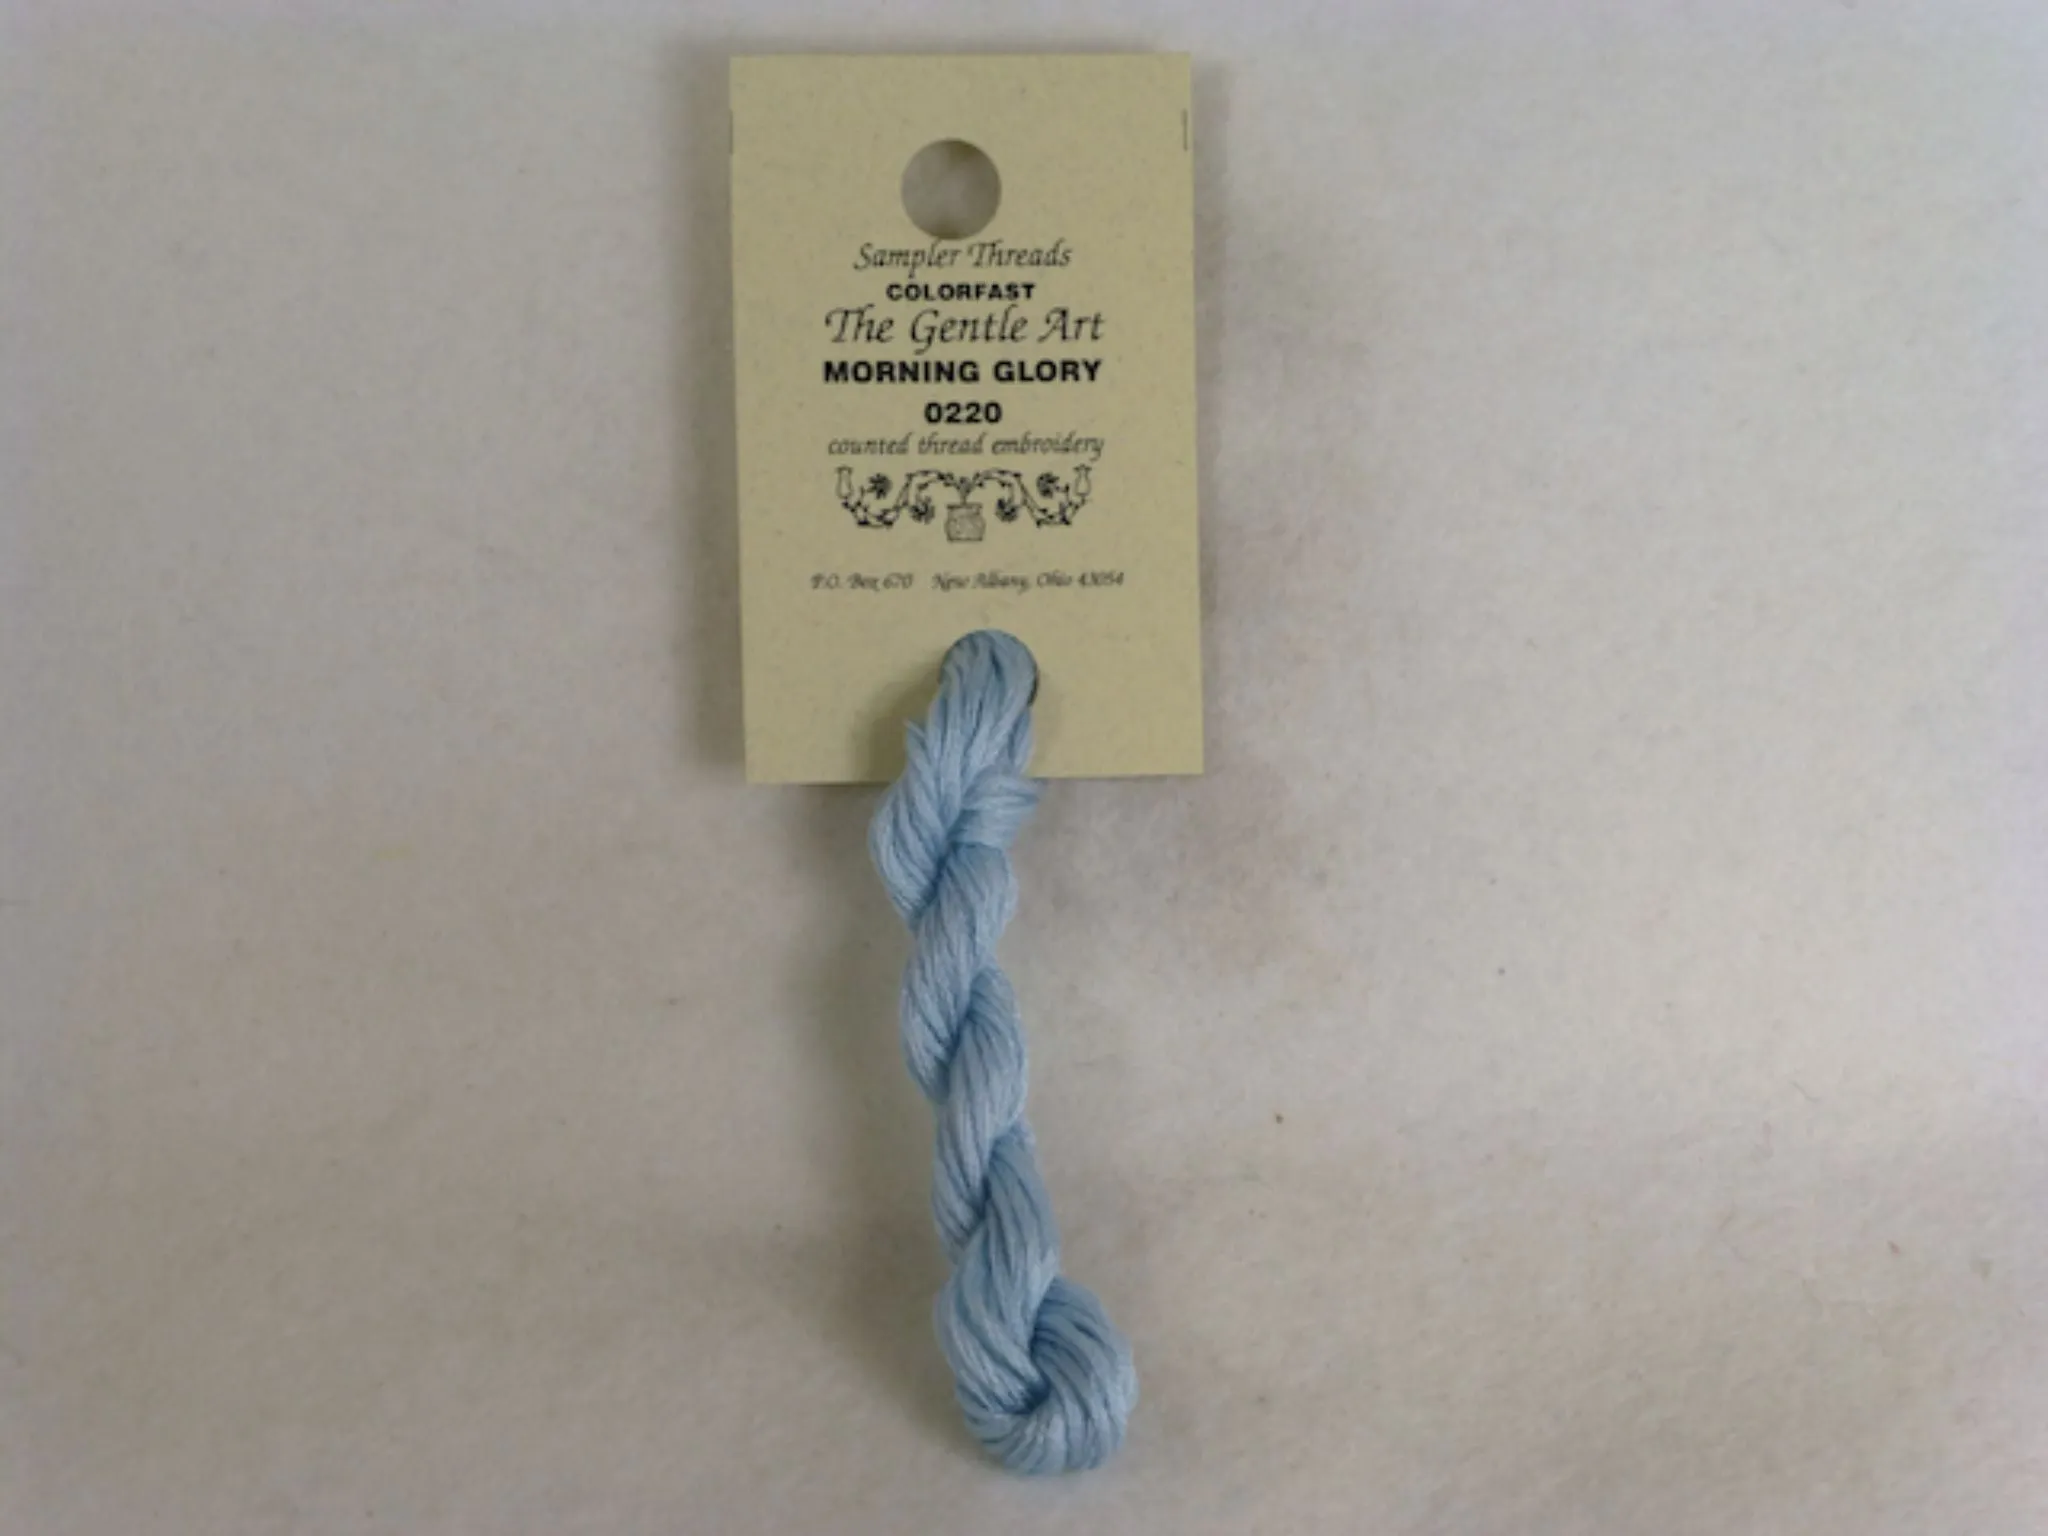 Sampler Threads
COLORFAST
The Gentle Art
MORNING GLORY
0220
counted thread embroidery
P.O. Box 670 New Albany, Ohio 43054